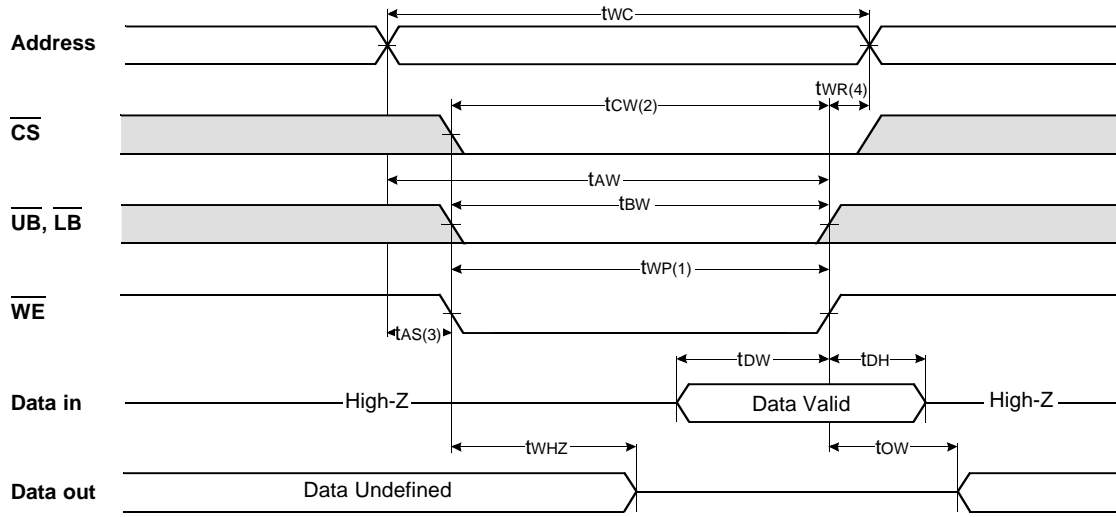 tWC
Address
tCW(2) tWR(4)
CS
tAW
UB, LB
tBW
tWP(1)
WE
tAS(3)
tDW tDH
Data in High-Z Data Valid High-Z
tWHZ tOW
Data out Data Undefined